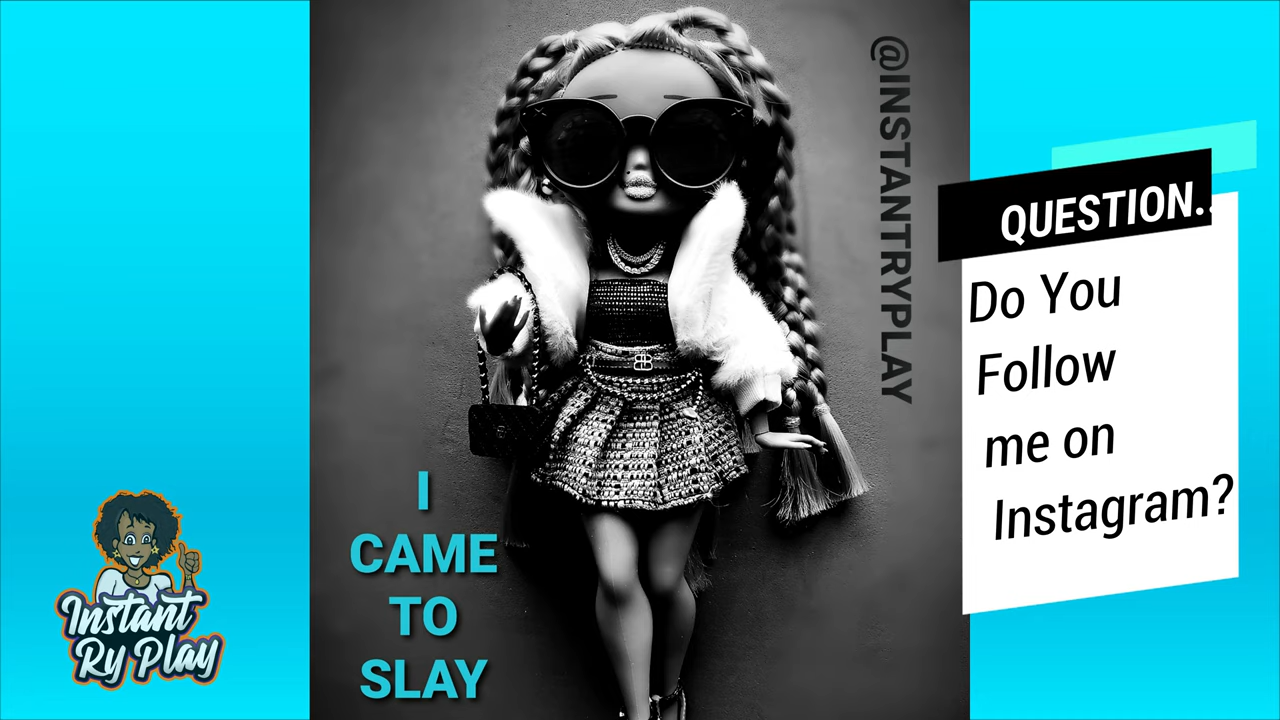 @INSTANTRYPLAY
QUESTION..
Do You
Follow
me on
Instagram?
I
CAME
TO
SLAY
Instant
Ry Play